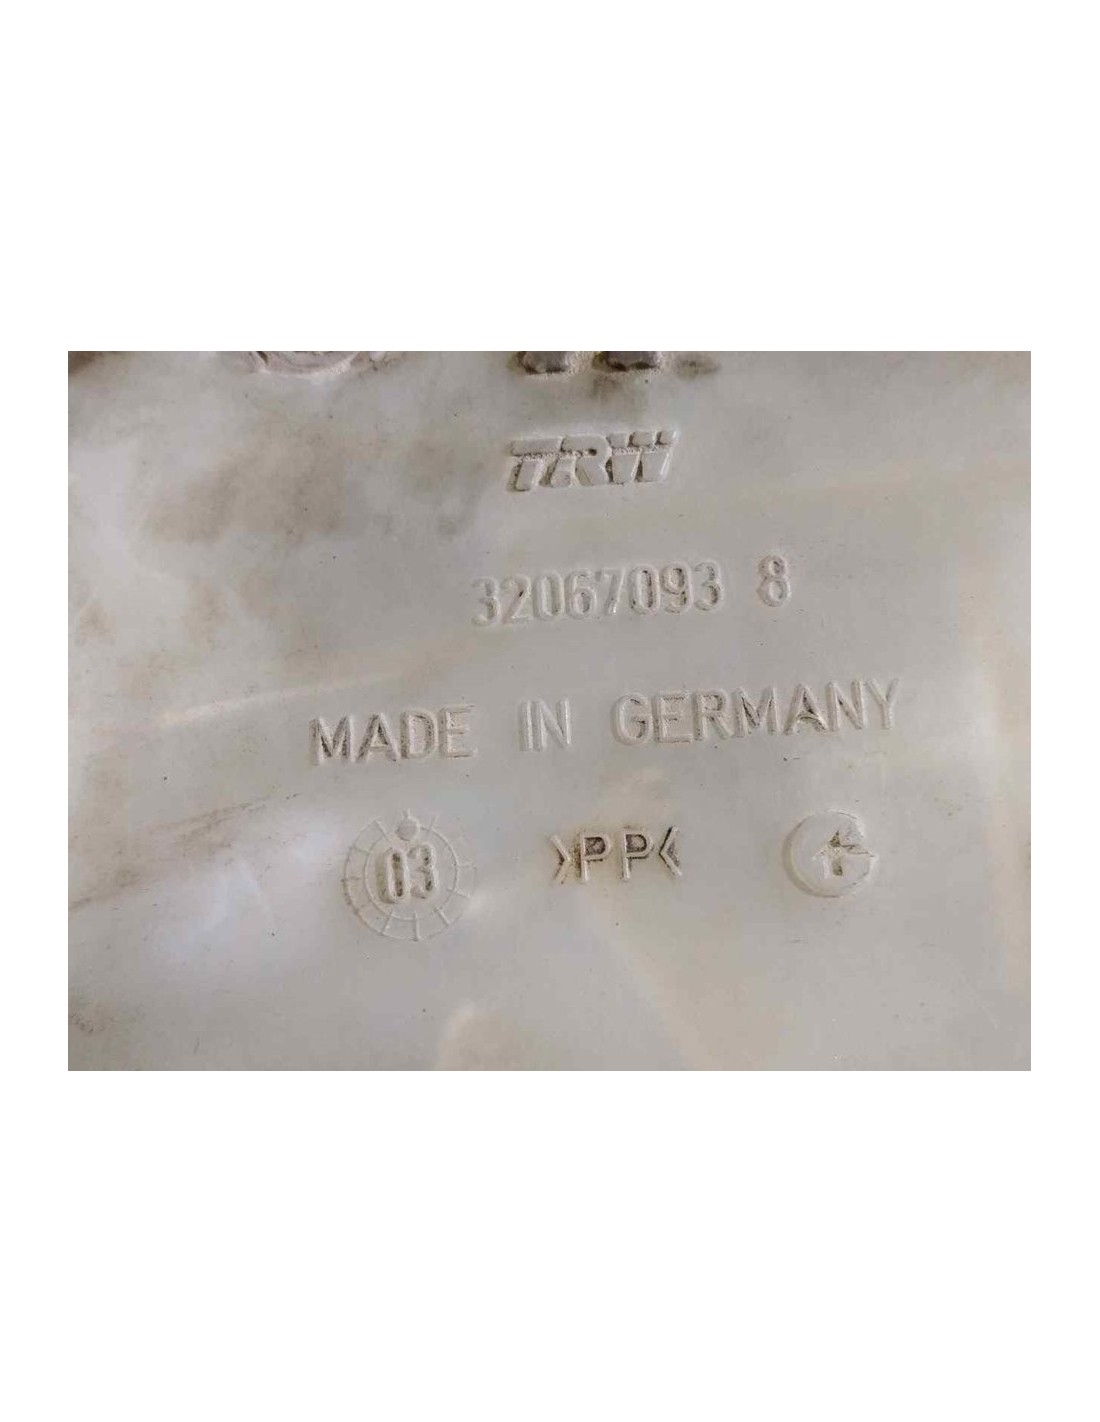 TRW
32067093 8
MADE IN GERMANY
03 >PP<